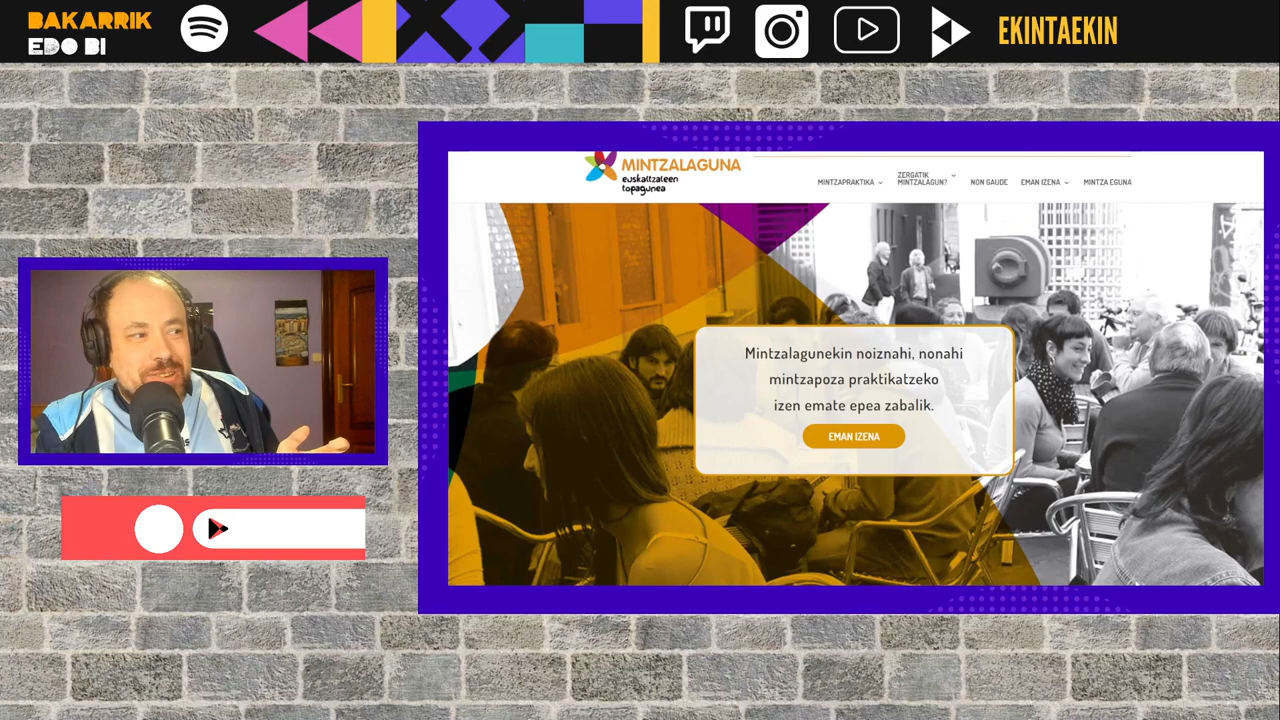 BAKARRIK
EDO BI
EKINTAEKIN
MINTZALAGUNA
euskaltzaleen
topagunea
MINTZAPRAKTIKA
ZERGATIK
MINTZALAGUN?
NON GAUDE
EMAN IZENA
MINTZA EGUNA
Mintzalagunekin noiznahi, nonahi
mintzapoza praktikatzeko
izen emate epea zabalik.
EMAN IZENA